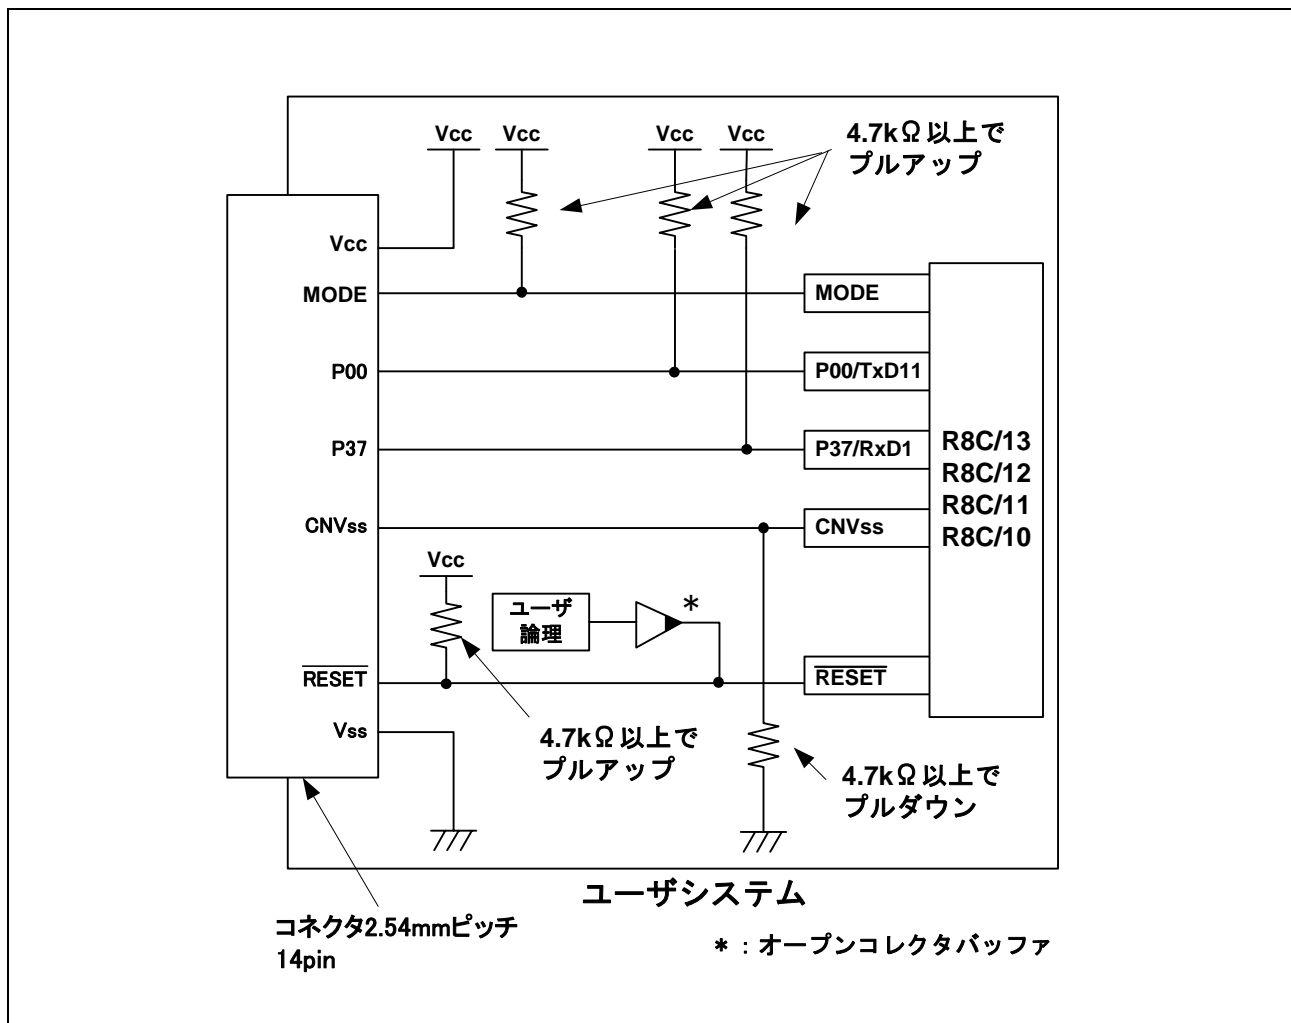 Vcc
Vcc
Vcc
Vcc
4.7kΩ以上で
プルアップ
Vcc
MODE
MODE
P00
P00/TxD11
P37
P37/RxD1
R8C/13
R8C/12
R8C/11
R8C/10
CNVss
CNVss
Vcc
ユーザ
論理
*
RESET
RESET
Vss
4.7kΩ以上で
プルアップ
4.7kΩ以上で
プルダウン
ユーザシステム
コネクタ2.54mmピッチ
14pin
*：オープンコレクタバッファ